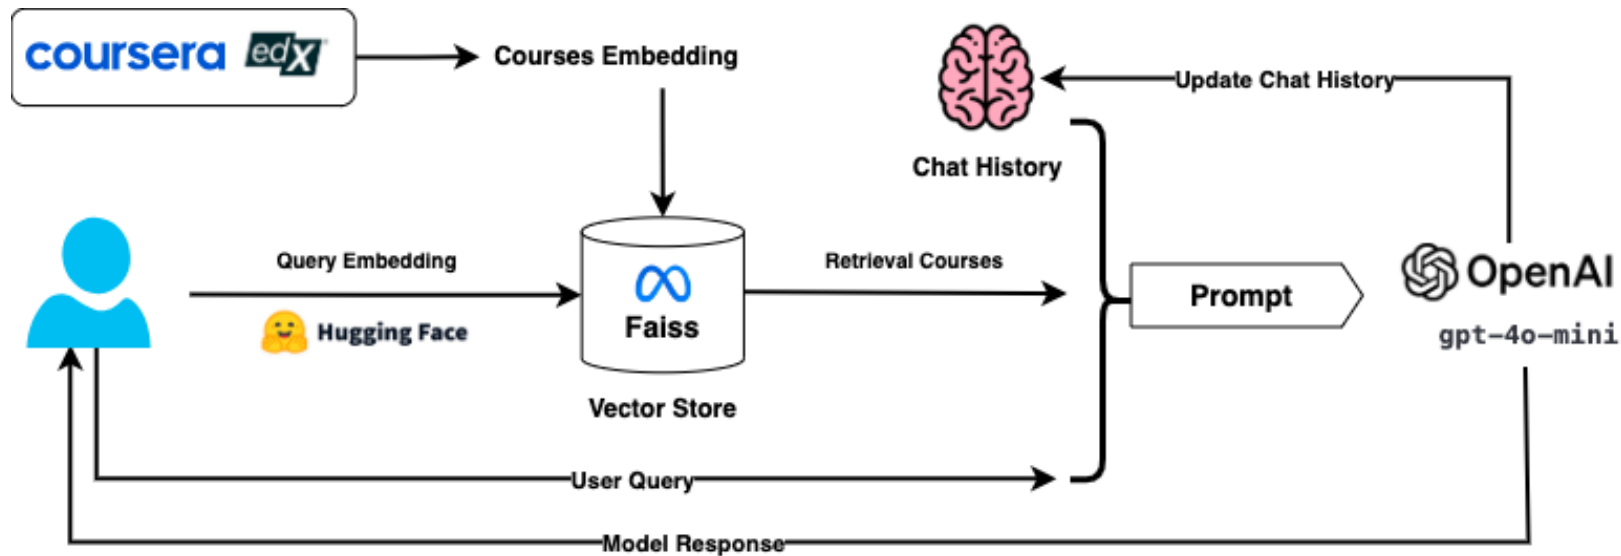 coursera edX
Courses Embedding
Update Chat History
Chat History
Query Embedding
Hugging Face
Faiss
Vector Store
Retrieval Courses
Prompt
OpenAI
gpt-4o-mini
User Query
Model Response